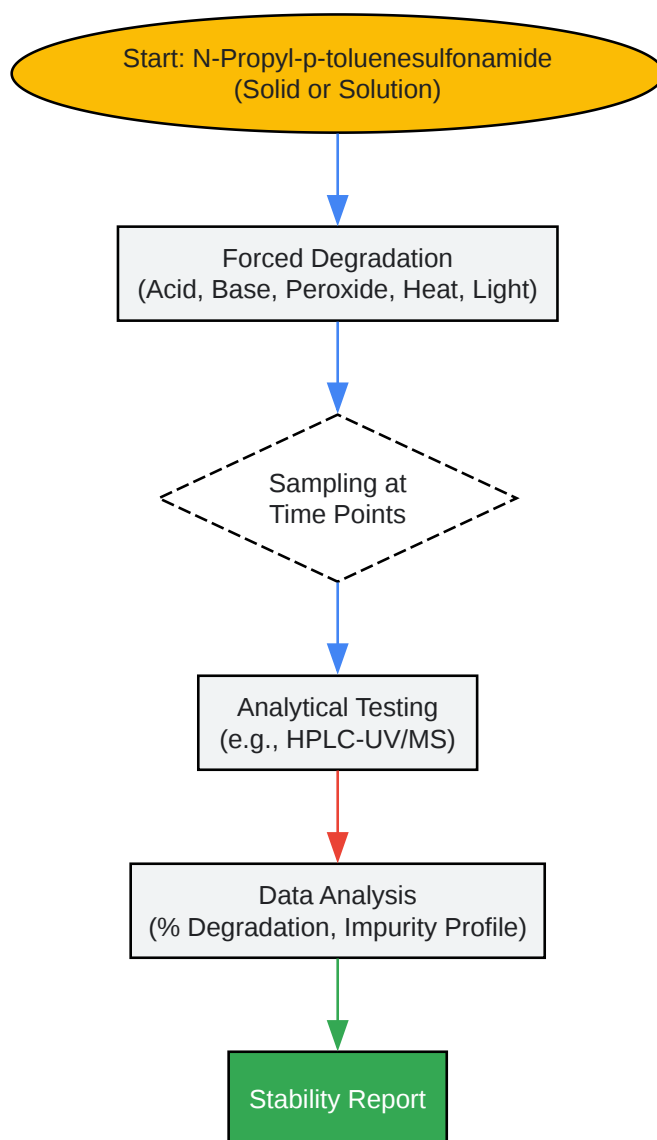 Start: N-Propyl-p-toluenesulfonamide
(Solid or Solution)
Forced Degradation
(Acid, Base, Peroxide, Heat, Light)
Sampling at
Time Points
Analytical Testing
(e.g., HPLC-UV/MS)
Data Analysis
(% Degradation, Impurity Profile)
Stability Report